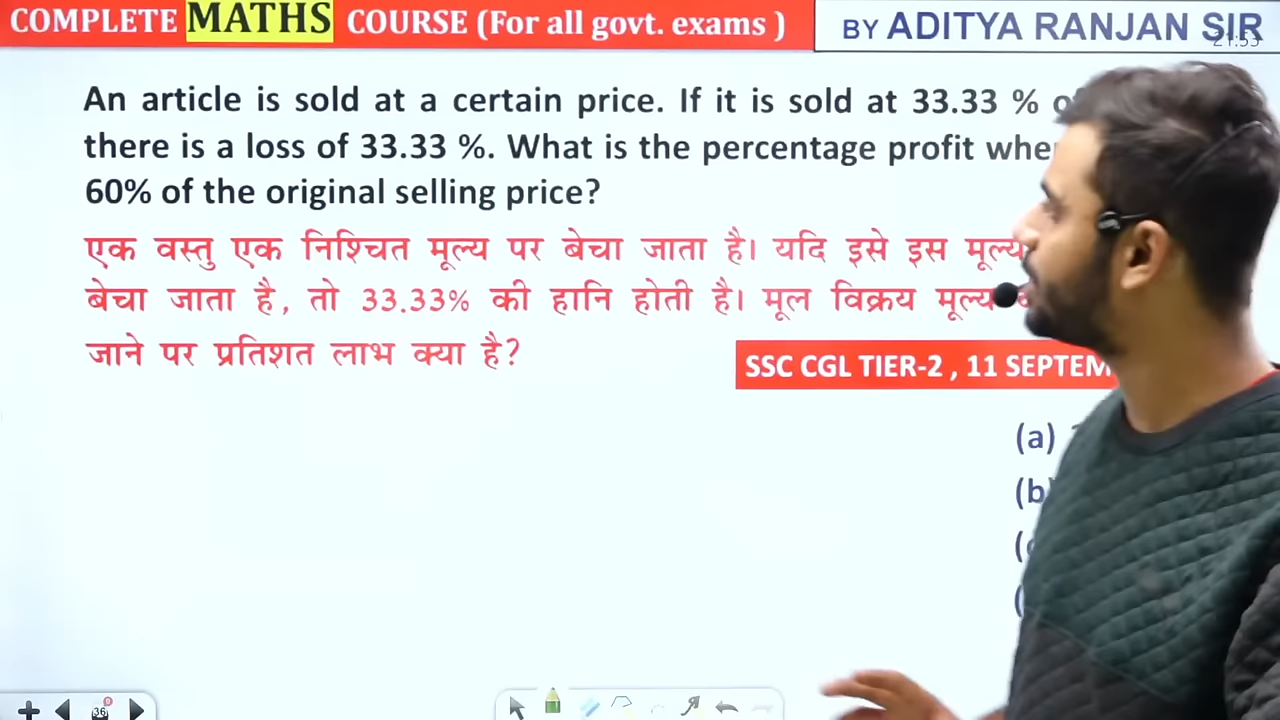 COMPLETE MATHS COURSE (For all govt. exams )
BY ADITYA RANJAN SIR
21:53
An article is sold at a certain price. If it is sold at 33.33 %
there is a loss of 33.33 %. What is the percentage profit
60% of the original selling price?
एक वस्तु एक निश्चित मूल्य पर बेचा जाता है। यदि इसे इस मूल्य
बेचा जाता है, तो 33.33% की हानि होती है। मूल विक्रय मूल्य
जाने पर प्रतिशत लाभ क्या है?
SSC CGL TIER-2 , 11
(a)
36